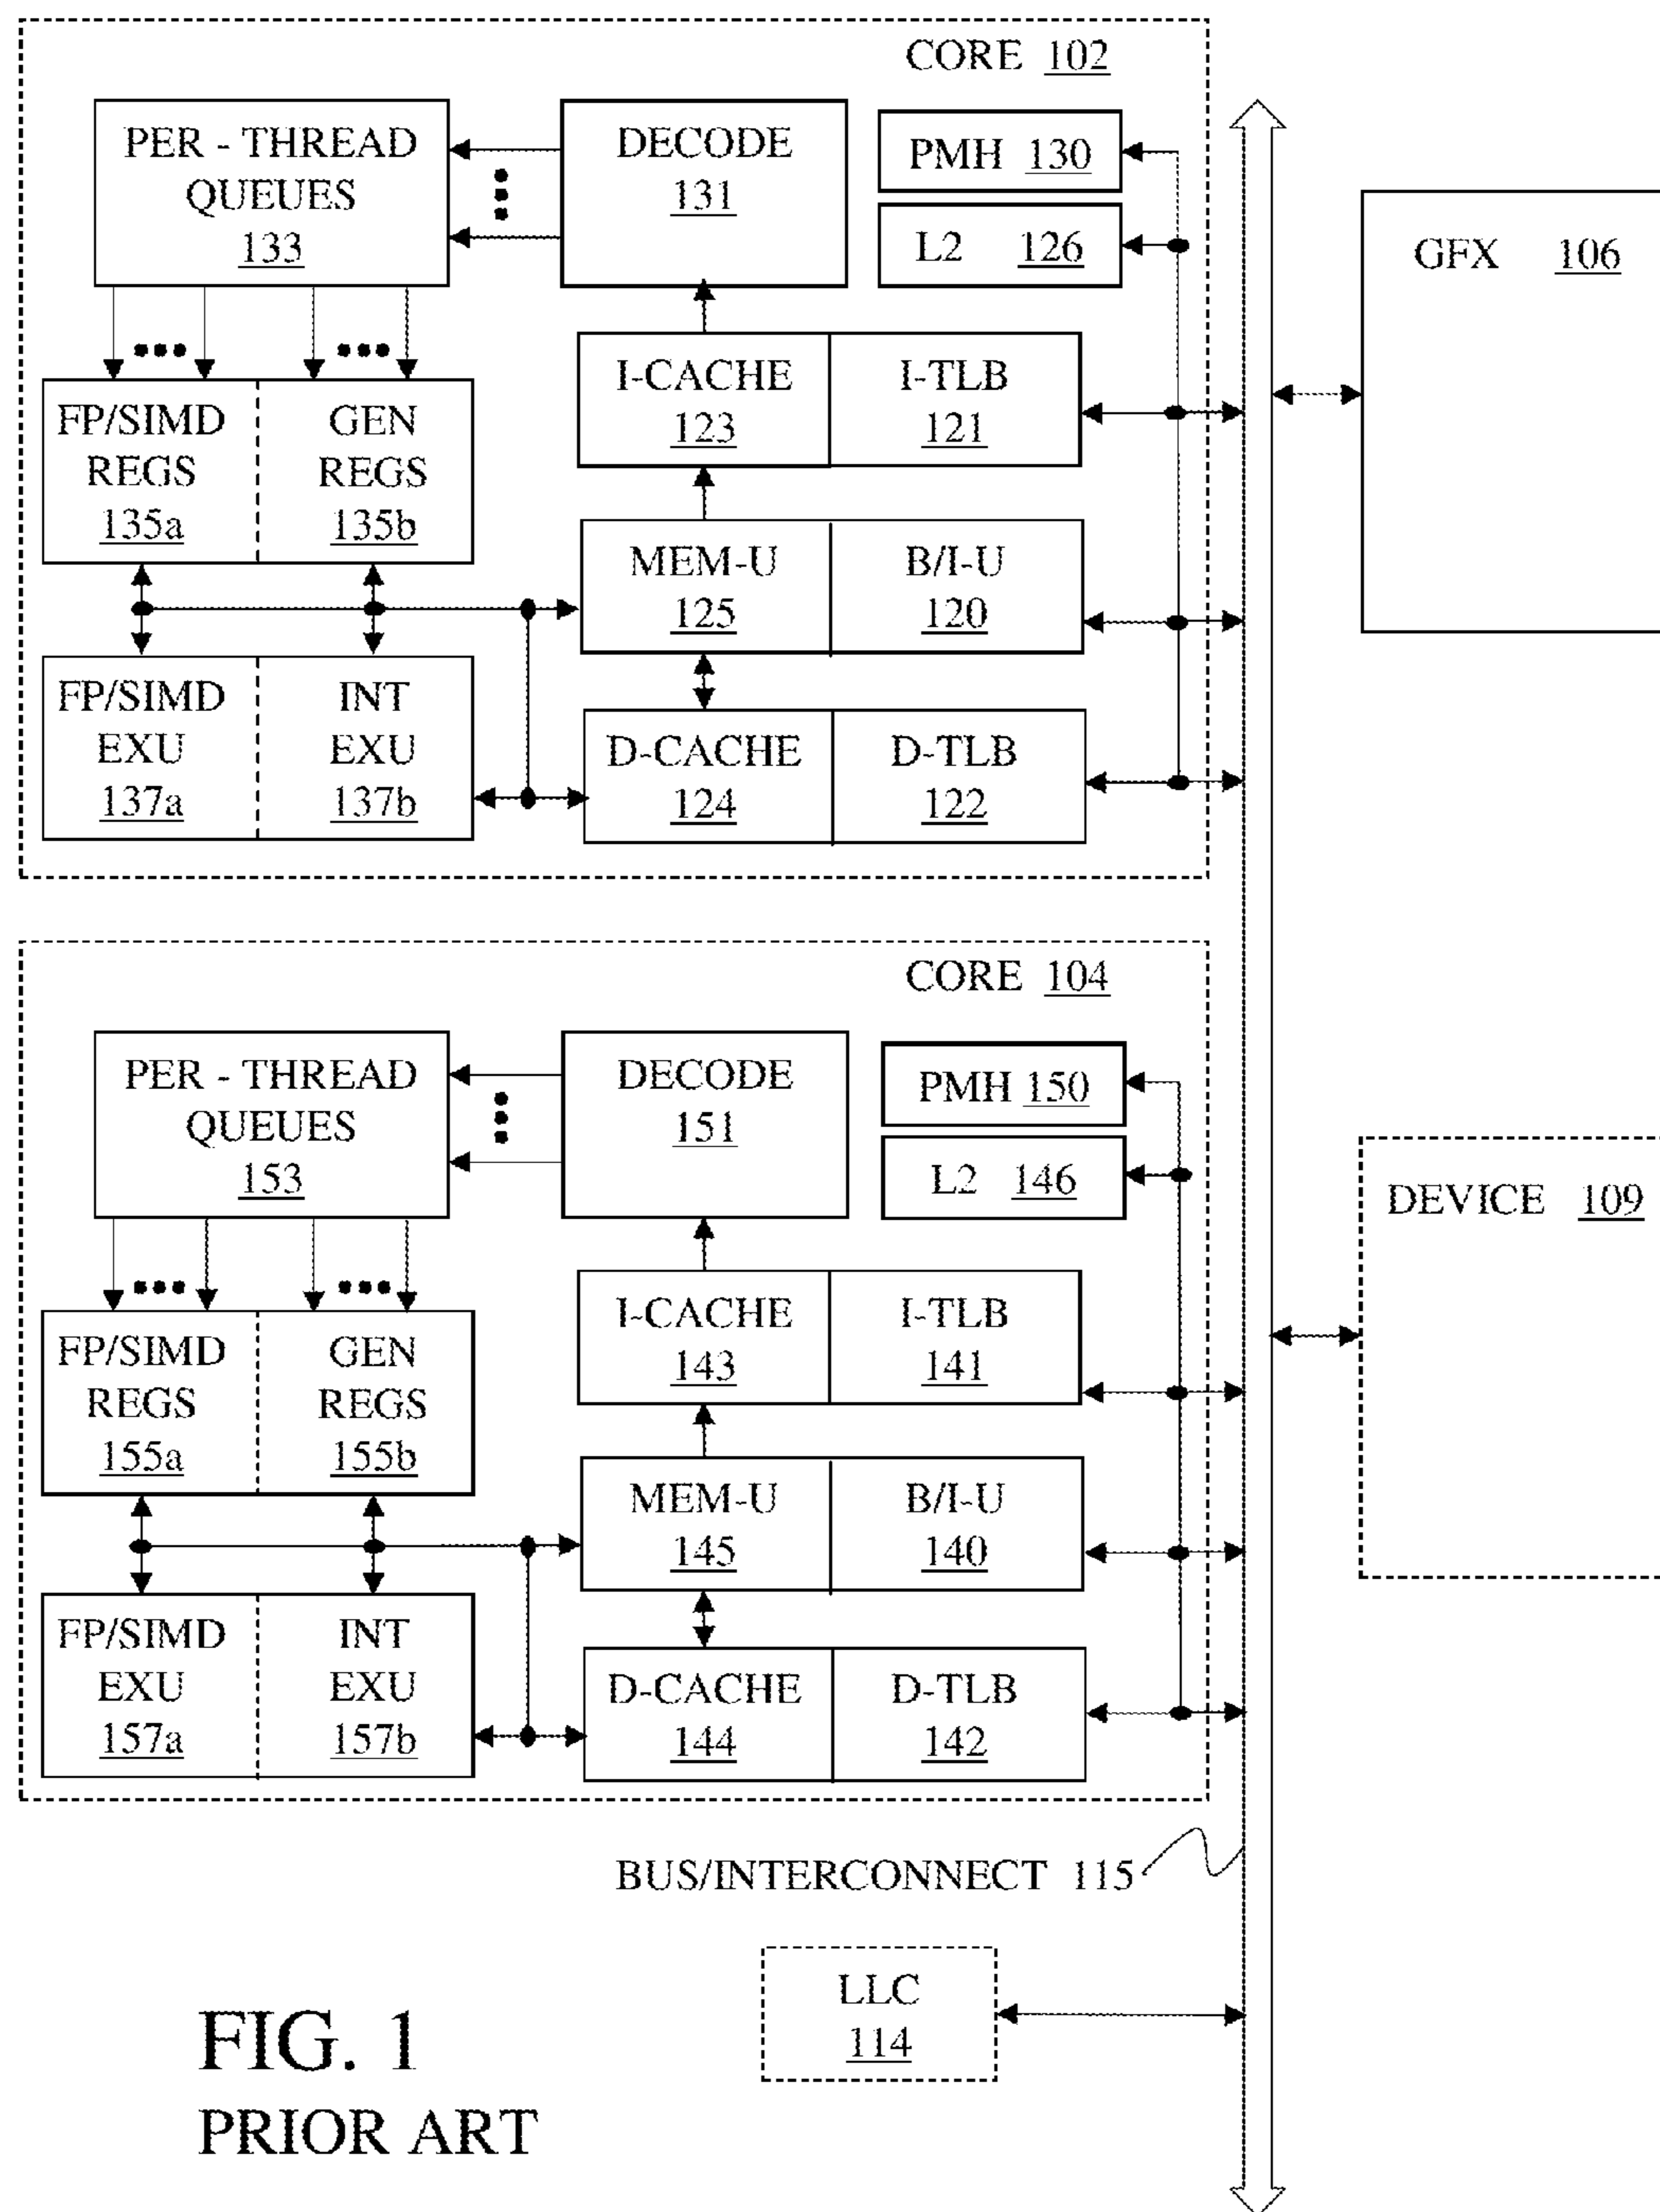 CORE 102
PER - THREAD
QUEUES
133
DECODE
131
PMH 130
L2 126
GFX 106
FP/SIMD
REGS
135a
GEN
REGS
135b
I-CACHE
123
I-TLB
121
MEM-U
125
B/I-U
120
FP/SIMD
EXU
137a
INT
EXU
137b
D-CACHE
124
D-TLB
122
CORE 104
PER - THREAD
QUEUES
153
DECODE
151
PMH 150
L2 146
DEVICE 109
FP/SIMD
REGS
155a
GEN
REGS
155b
I-CACHE
143
I-TLB
141
MEM-U
145
B/I-U
140
FP/SIMD
EXU
157a
INT
EXU
157b
D-CACHE
144
D-TLB
142
BUS/INTERCONNECT 115
LLC
114
FIG. 1
PRIOR ART